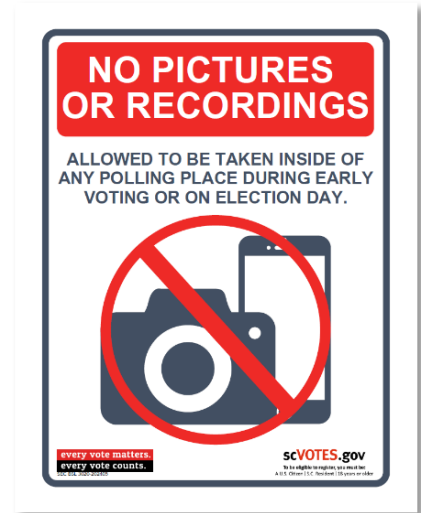 NO PICTURES
OR RECORDINGS
ALLOWED TO BE TAKEN INSIDE OF
ANY POLLING PLACE DURING EARLY
VOTING OR ON ELECTION DAY.
every vote matters.
every vote counts.
scVOTES.gov
To be eligible to register, you must be:
A U.S. Citizen | S.C. Resident | 18 years or older